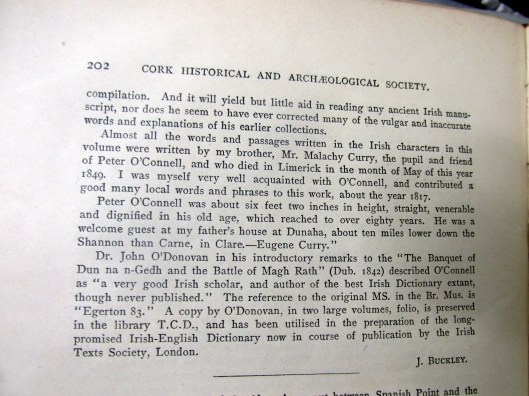 202 CORK HISTORICAL AND ARCHÆOLOGICAL SOCIETY.
compilation. And it will yield but little aid in reading any ancient Irish manu-
script, nor does he seem to have ever corrected many of the vulgar and inaccurate
words and explanations of his earlier collections.
Almost all the words and passages written in the Irish characters in this
volume were written by my brother, Mr. Malachy Curry, the pupil and friend
of Peter O'Connell, and who died in Limerick in the month of May of this year
1849. I was myself very well acquainted with O'Connell, and contributed a
good many local words and phrases to this work, about the year 1817.
Peter O'Connell was about six feet two inches in height, straight, venerable
and dignified in his old age, which reached to over eighty years. He was a
welcome guest at my father's house at Dunaha, about ten miles lower down the
Shannon than Carne, in Clare.—Eugene Curry."
Dr. John O'Donovan in his introductory remarks to the "The Banquet of
Dun na n-Gedh and the Battle of Magh Rath" (Dub. 1842) described O'Connell
as "a very good Irish scholar, and author of the best Irish Dictionary extant,
though never published." The reference to the original MS. in the Br. Mus. is
"Egerton 83." A copy by O'Donovan, in two large volumes, folio, is preserved
in the library T.C.D., and has been utilised in the preparation of the long-
promised Irish-English Dictionary now in course of publication by the Irish
Texts Society, London.
J. BUCKLEY.
between Spanish Point and the